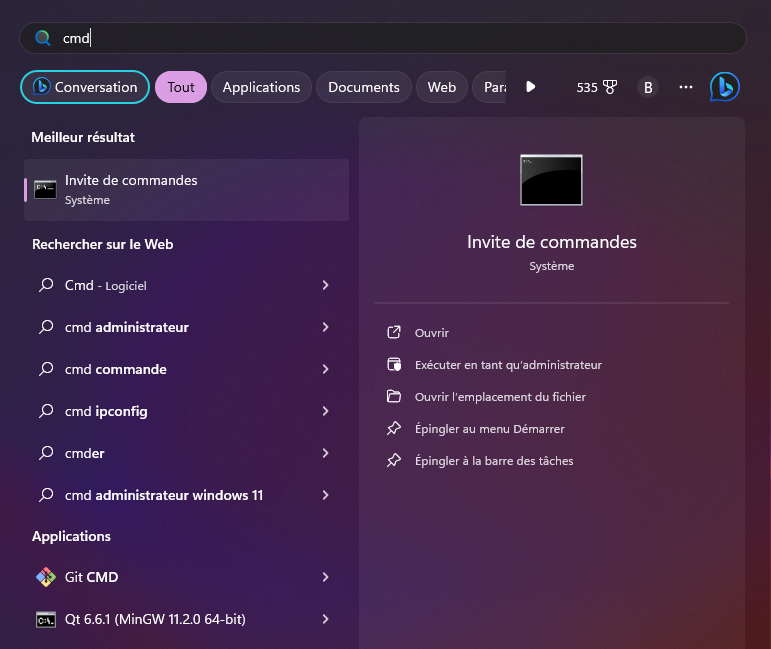 cmd
Conversation
Tout
Applications
Documents
Web
Para
535
B
Meilleur résultat
Invite de commandes
Système
Rechercher sur le Web
Cmd - Logiciel
cmd administrateur
cmd commande
cmd ipconfig
cmder
cmd administrateur windows 11
Applications
Git CMD
Qt 6.6.1 (MinGW 11.2.0 64-bit)
Invite de commandes
Système
Ouvrir
Exécuter en tant qu'administrateur
Ouvrir l'emplacement du fichier
Épingler au menu Démarrer
Épingler à la barre des tâches